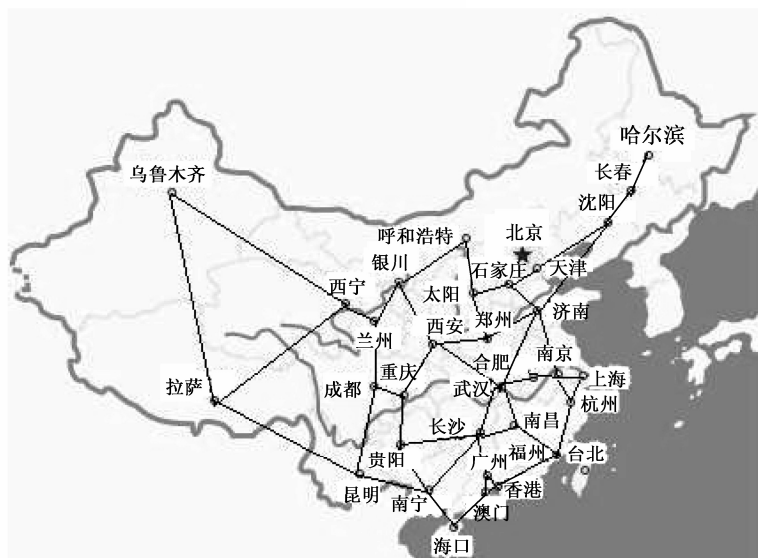 哈尔滨
长春
乌鲁木齐
沈阳
呼和浩特
北京
银川
石家庄
天津
太阳
西宁
济南
西安
郑州
兰州
合肥
南京
重庆
成都
武汉
上海
拉萨
杭州
长沙
南昌
贵阳
福州
台北
广州
昆明
南宁
香港
澳门
海口